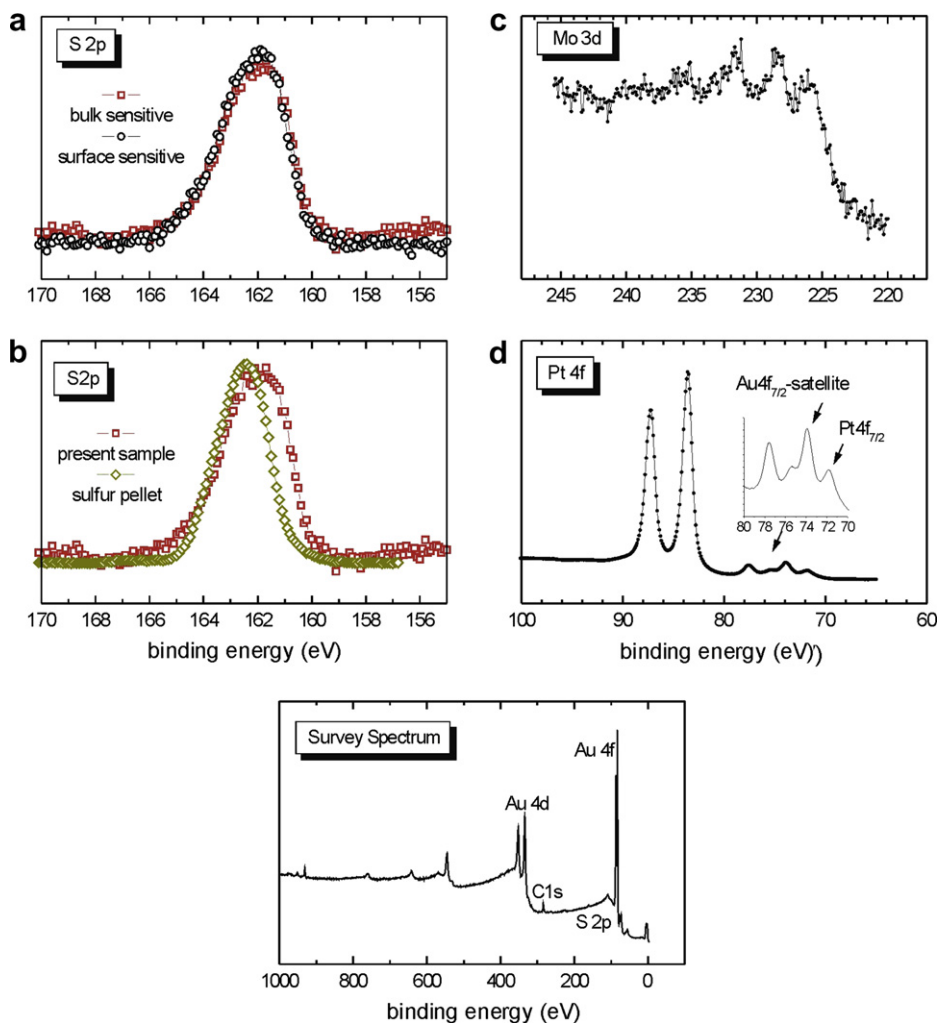 a
S 2p
bulk sensitive
surface sensitive
170 168 166 164 162 160 158 156
c
Mo 3d
245 240 235 230 225 220
b
S2p
present sample
sulfur pellet
170 168 166 164 162 160 158 156
binding energy (eV)
d
Pt 4f
Au4f7/2-satellite
Pt4f7/2
80 78 76 74 72 70
100 90 80 70 60
binding energy (eV)')
Survey Spectrum
Au 4f
Au 4d
C1s
S 2p
1000 800 600 400 200 0
binding energy (eV)